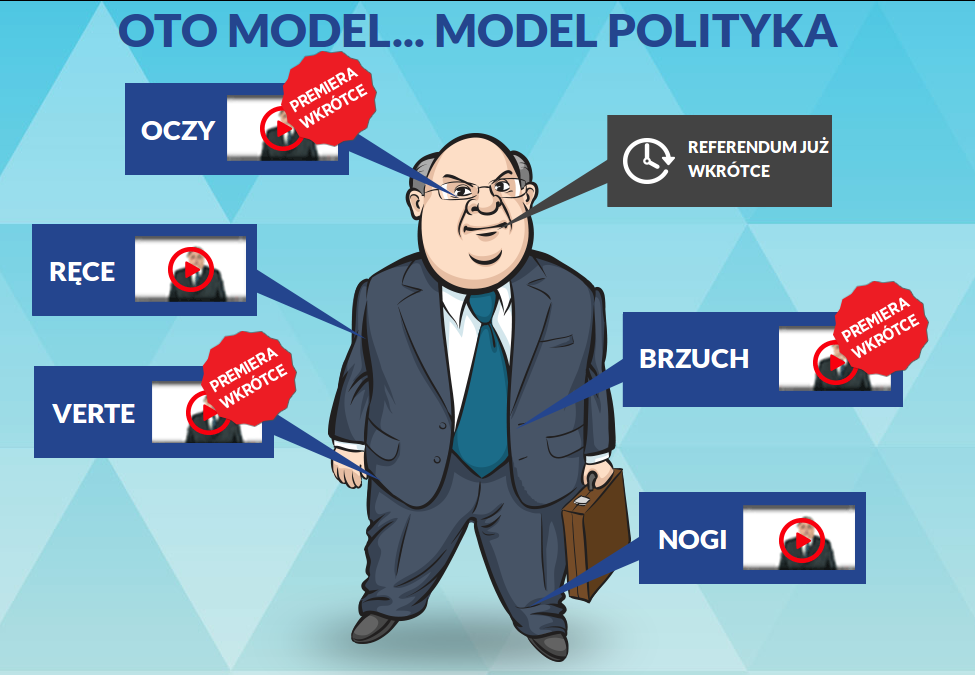 OTO MODEL... MODEL POLITYKA
OCZY
PREMIERA
WKRÓTCE
REFERENDUM JUŻ
WKRÓTCE
RĘCE
BRZUCH
PREMIERA
WKRÓTCE
VERTE
PREMIERA
WKRÓTCE
NOGI